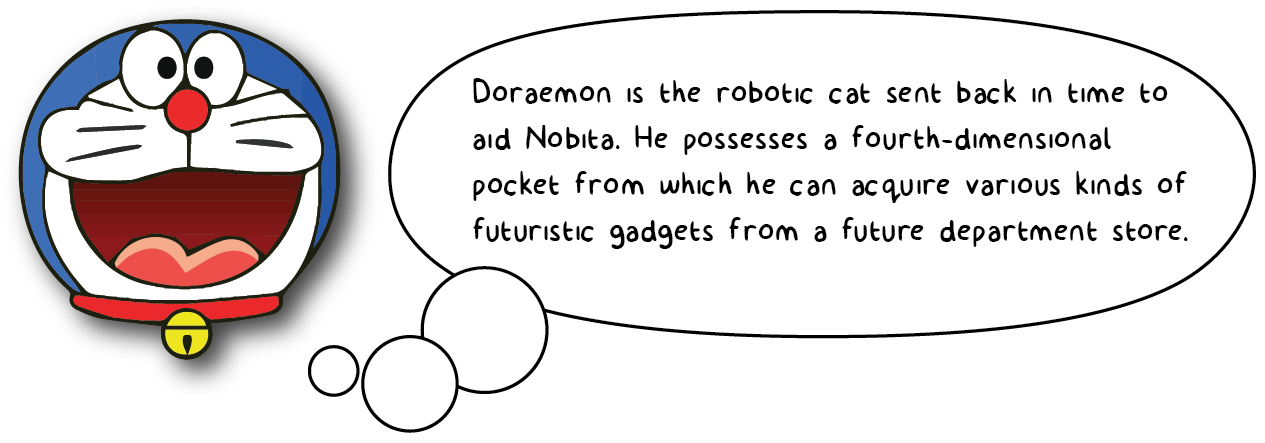 Doraemon is the robotic cat sent back in time to
aid Nobita. He possesses a fourth-dimensional
pocket from which he can acquire various kinds of
futuristic gadgets from a future department store.